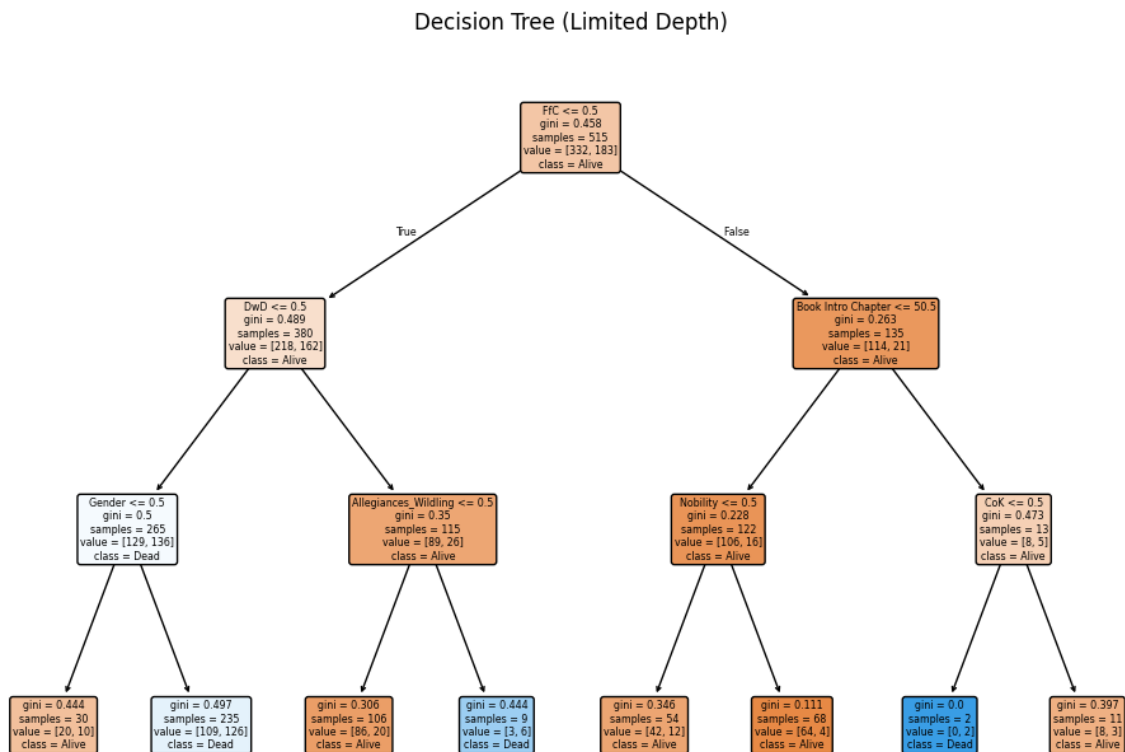 Decision Tree (Limited Depth)
FfC <= 0.5
gini = 0.458
samples = 515
value = [332, 183]
class = Alive
True
False
DwD <= 0.5
gini = 0.489
samples = 380
value = [218, 162]
class = Alive
Book Intro Chapter <= 50.5
gini = 0.263
samples = 135
value = [114, 21]
class = Alive
Gender <= 0.5
gini = 0.5
samples = 265
value = [129, 136]
class = Dead
Allegiances_Wildling <= 0.5
gini = 0.35
samples = 115
value = [89, 26]
class = Alive
Nobility <= 0.5
gini = 0.228
samples = 122
value = [106, 16]
class = Alive
CoK <= 0.5
gini = 0.473
samples = 13
value = [8, 5]
class = Alive
gini = 0.444
samples = 30
value = [20, 10]
class = Alive
gini = 0.497
samples = 235
value = [109, 126]
class = Dead
gini = 0.306
samples = 106
value = [86, 20]
class = Alive
gini = 0.444
samples = 9
value = [3, 6]
class = Dead
gini = 0.346
samples = 54
value = [42, 12]
class = Alive
gini = 0.111
samples = 68
value = [64, 4]
class = Alive
gini = 0.0
samples = 2
value = [0, 2]
class = Dead
gini = 0.397
samples = 11
value = [8, 3]
class = Alive